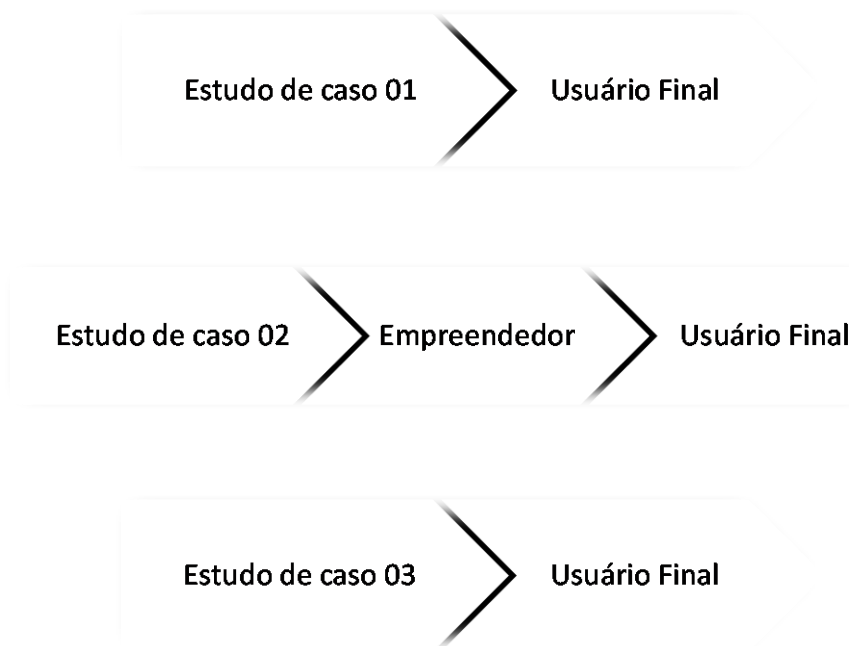 Estudo de caso 01 Usuário Final
Estudo de caso 02 Empreendedor Usuário Final
Estudo de caso 03 Usuário Final